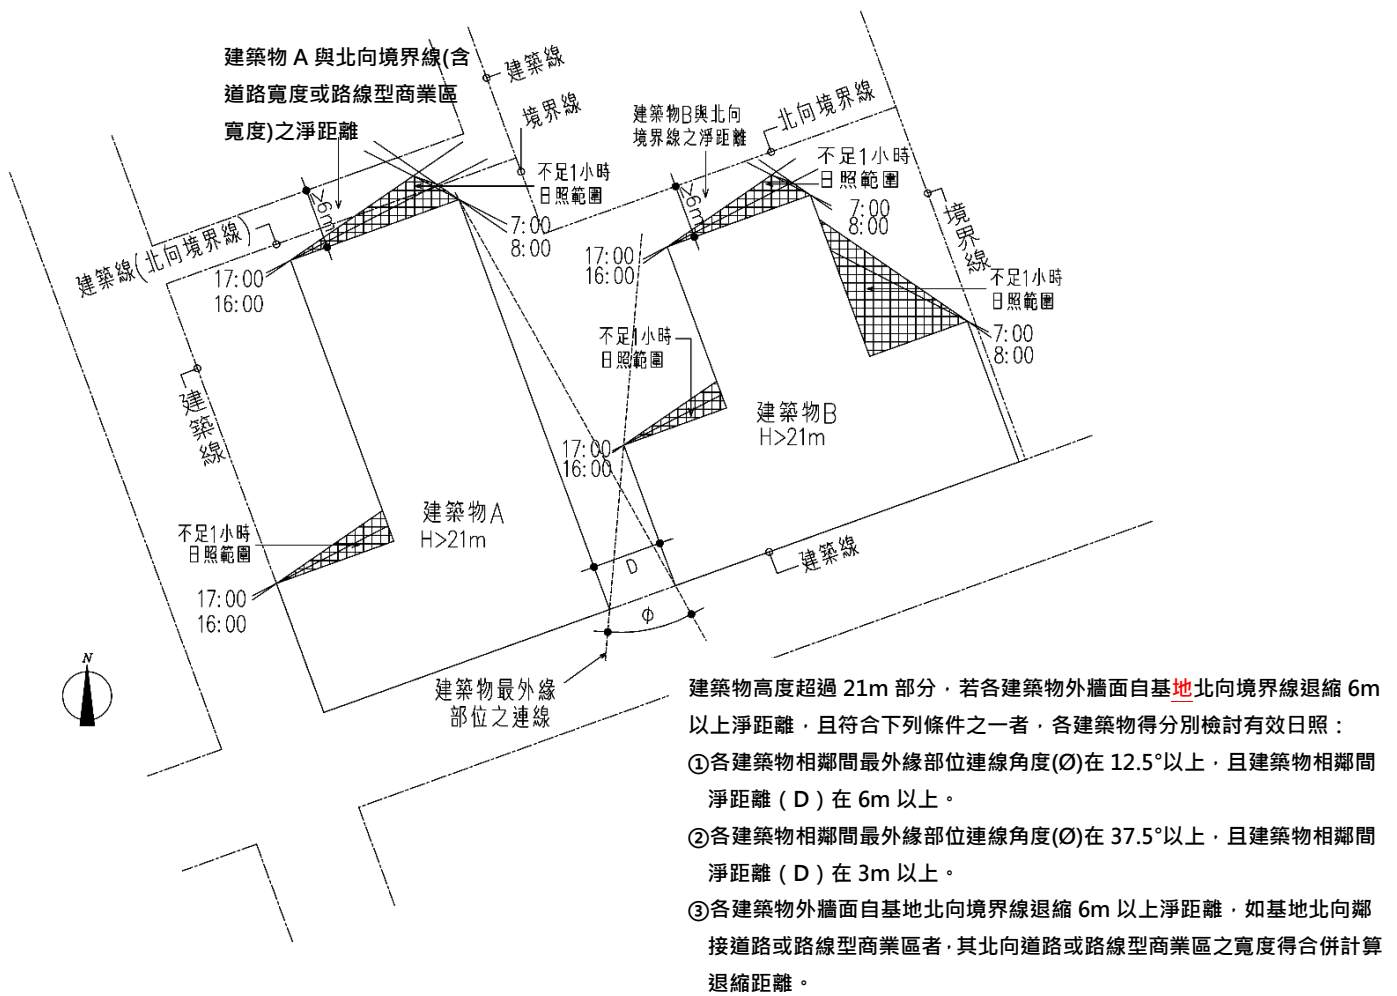 建築物 A 與北向境界線(含
道路寬度或路線型商業區
寬度)之淨距離
建築線
境界線
建築物B與北向
境界線之淨距離
北向境界線
不足1小時
日照範圍
不足1小時
日照範圍
≥6m
≥6m
7:00
8:00
7:00
8:00
境界線
建築線(北向境界線)
17:00
16:00
17:00
16:00
不足1小時
日照範圍
不足1小時
日照範圍
7:00
8:00
建築線
建築物B
H>21m
17:00
16:00
建築物A
H>21m
不足1小時
日照範圍
建築線
D
17:00
16:00
Ø
N
建築物最外緣
部位之連線
建築物高度超過 21m 部分，若各建築物外牆面自基地北向境界線退縮 6m
以上淨距離，且符合下列條件之一者，各建築物得分別檢討有效日照：
①各建築物相鄰間最外緣部位連線角度(Ø)在 12.5°以上，且建築物相鄰間
淨距離（D）在 6m 以上。
②各建築物相鄰間最外緣部位連線角度(Ø)在 37.5°以上，且建築物相鄰間
淨距離（D）在 3m 以上。
③各建築物外牆面自基地北向境界線退縮 6m 以上淨距離，如基地北向鄰
接道路或路線型商業區者，其北向道路或路線型商業區之寬度得合併計算
退縮距離。